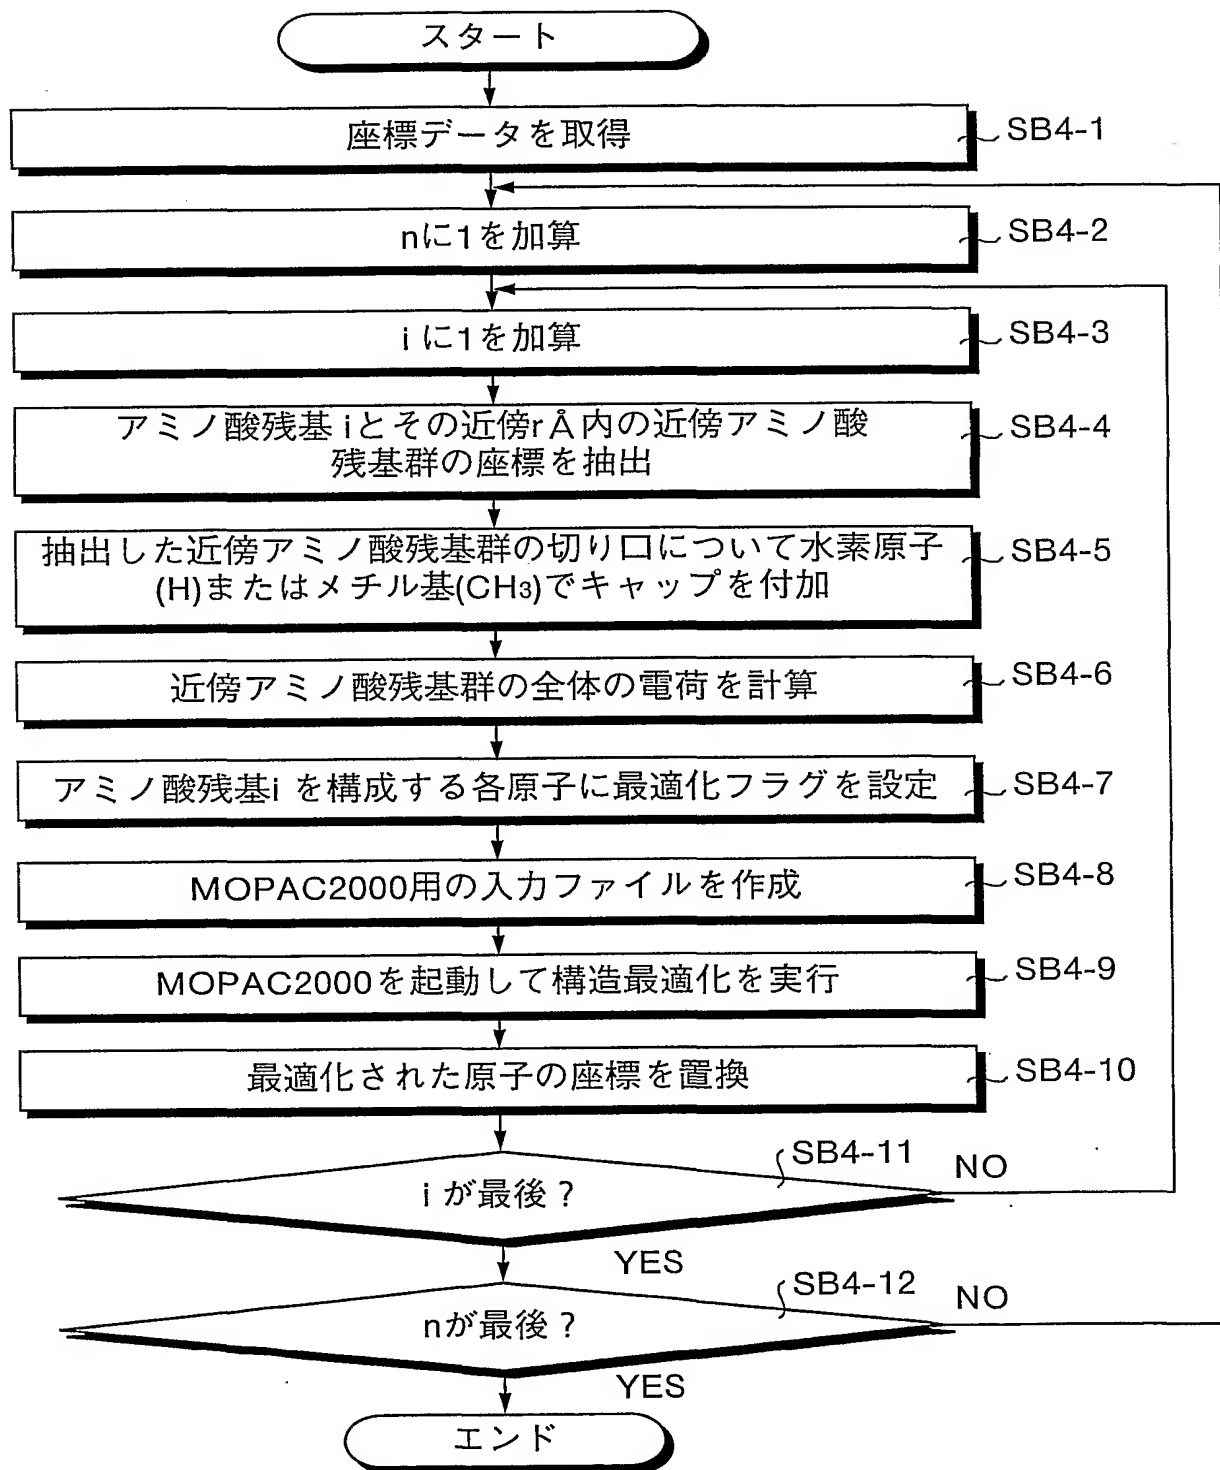 スタート
座標データを取得
SB4-1
nに1を加算
SB4-2
iに1を加算
SB4-3
アミノ酸残基iとその近傍rÅ内の近傍アミノ酸
残基群の座標を抽出
SB4-4
抽出した近傍アミノ酸残基群の切り口について水素原子
(H)またはメチル基(CH3)でキャップを付加
SB4-5
近傍アミノ酸残基群の全体の電荷を計算
SB4-6
アミノ酸残基iを構成する各原子に最適化フラグを設定
SB4-7
MOPAC2000用の入力ファイルを作成
SB4-8
MOPAC2000を起動して構造最適化を実行
SB4-9
最適化された原子の座標を置換
SB4-10
SB4-11
NO
iが最後?
YES
SB4-12
NO
nが最後?
YES
エンド